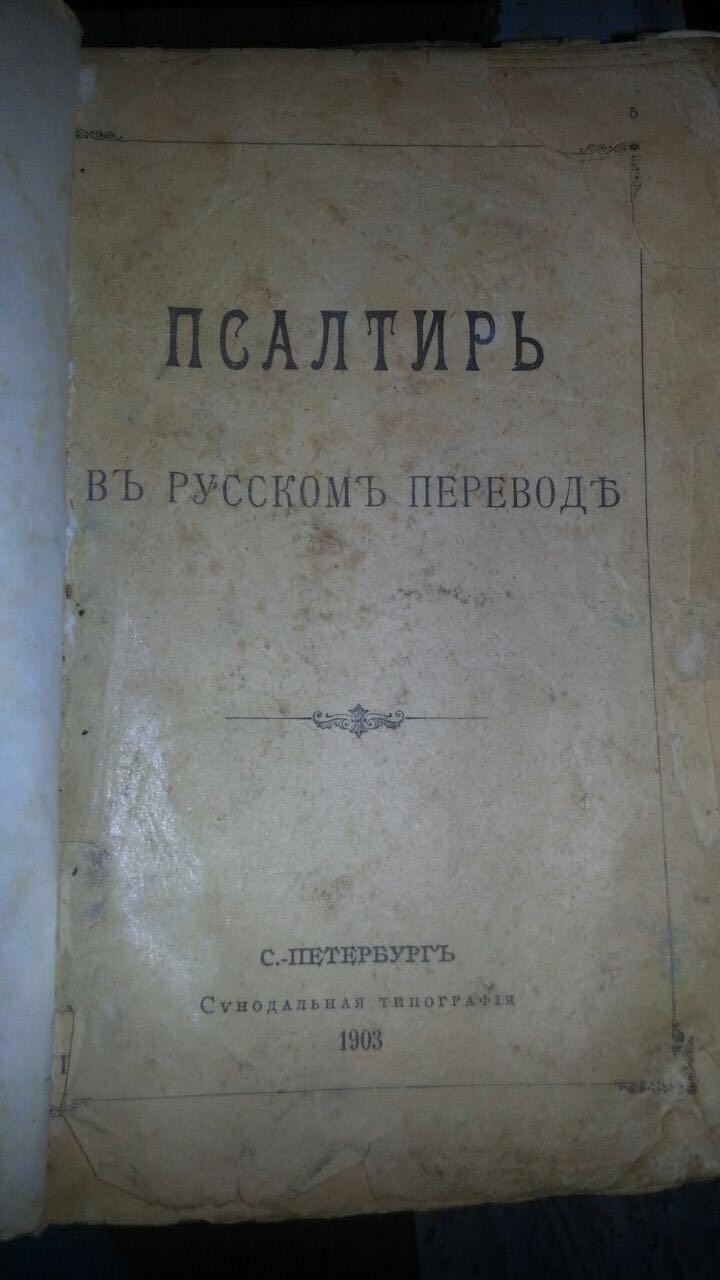 5
ПСАЛТИРЬ
ВЪ РУССКОМЪ ПЕРЕВОДѢ
С.-ПЕТЕРБУРГЪ
Сѵнодальная типографія
1903